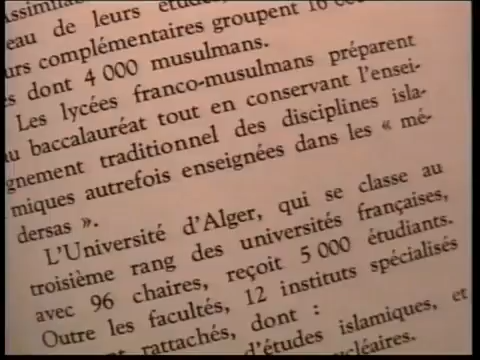 eau de leurs études,
urs complémentaires groupent 16
s dont 4 000 musulmans.
Les lycées franco-musulmans préparent
au baccalauréat tout en conservant l'ensei-
gnement traditionnel des disciplines isla-
miques autrefois enseignées dans les « mé-
dersas ».
L'Université d'Alger, qui se classe au
troisième rang des universités françaises,
avec 96 chaires, reçoit 5 000 étudiants.
Outre les facultés, 12 instituts spécialisés
rattachés, dont :
d'études islamiques, et